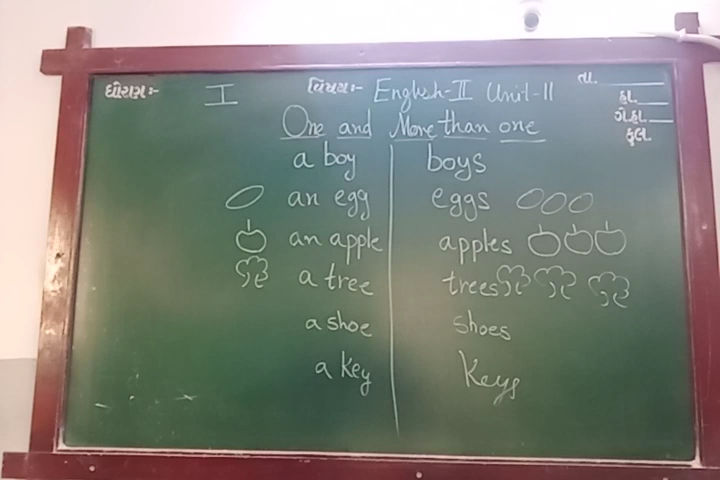 ધોરણ:- I વિષય:- English-II Unit-11 તા.
હા.
ગે.હા.
કુલ.
One and More than one
a boy boys
an egg eggs
an apple apples
a tree trees
a shoe shoes
a key keys